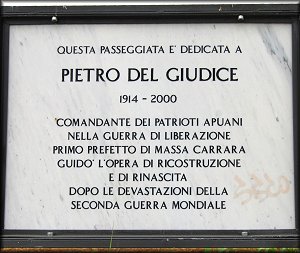 QUESTA PASSEGGIATA E' DEDICATA A
PIETRO DEL GIUDICE
1914 - 2000
COMANDANTE DEI PATRIOTI APUANI
NELLA GUERRA DI LIBERAZIONE
PRIMO PREFETTO DI MASSA CARRARA
GUIDO' L'OPERA DI RICOSTRUZIONE
E DI RINASCITA
DOPO LE DEVASTAZIONI DELLA
SECONDA GUERRA MONDIALE